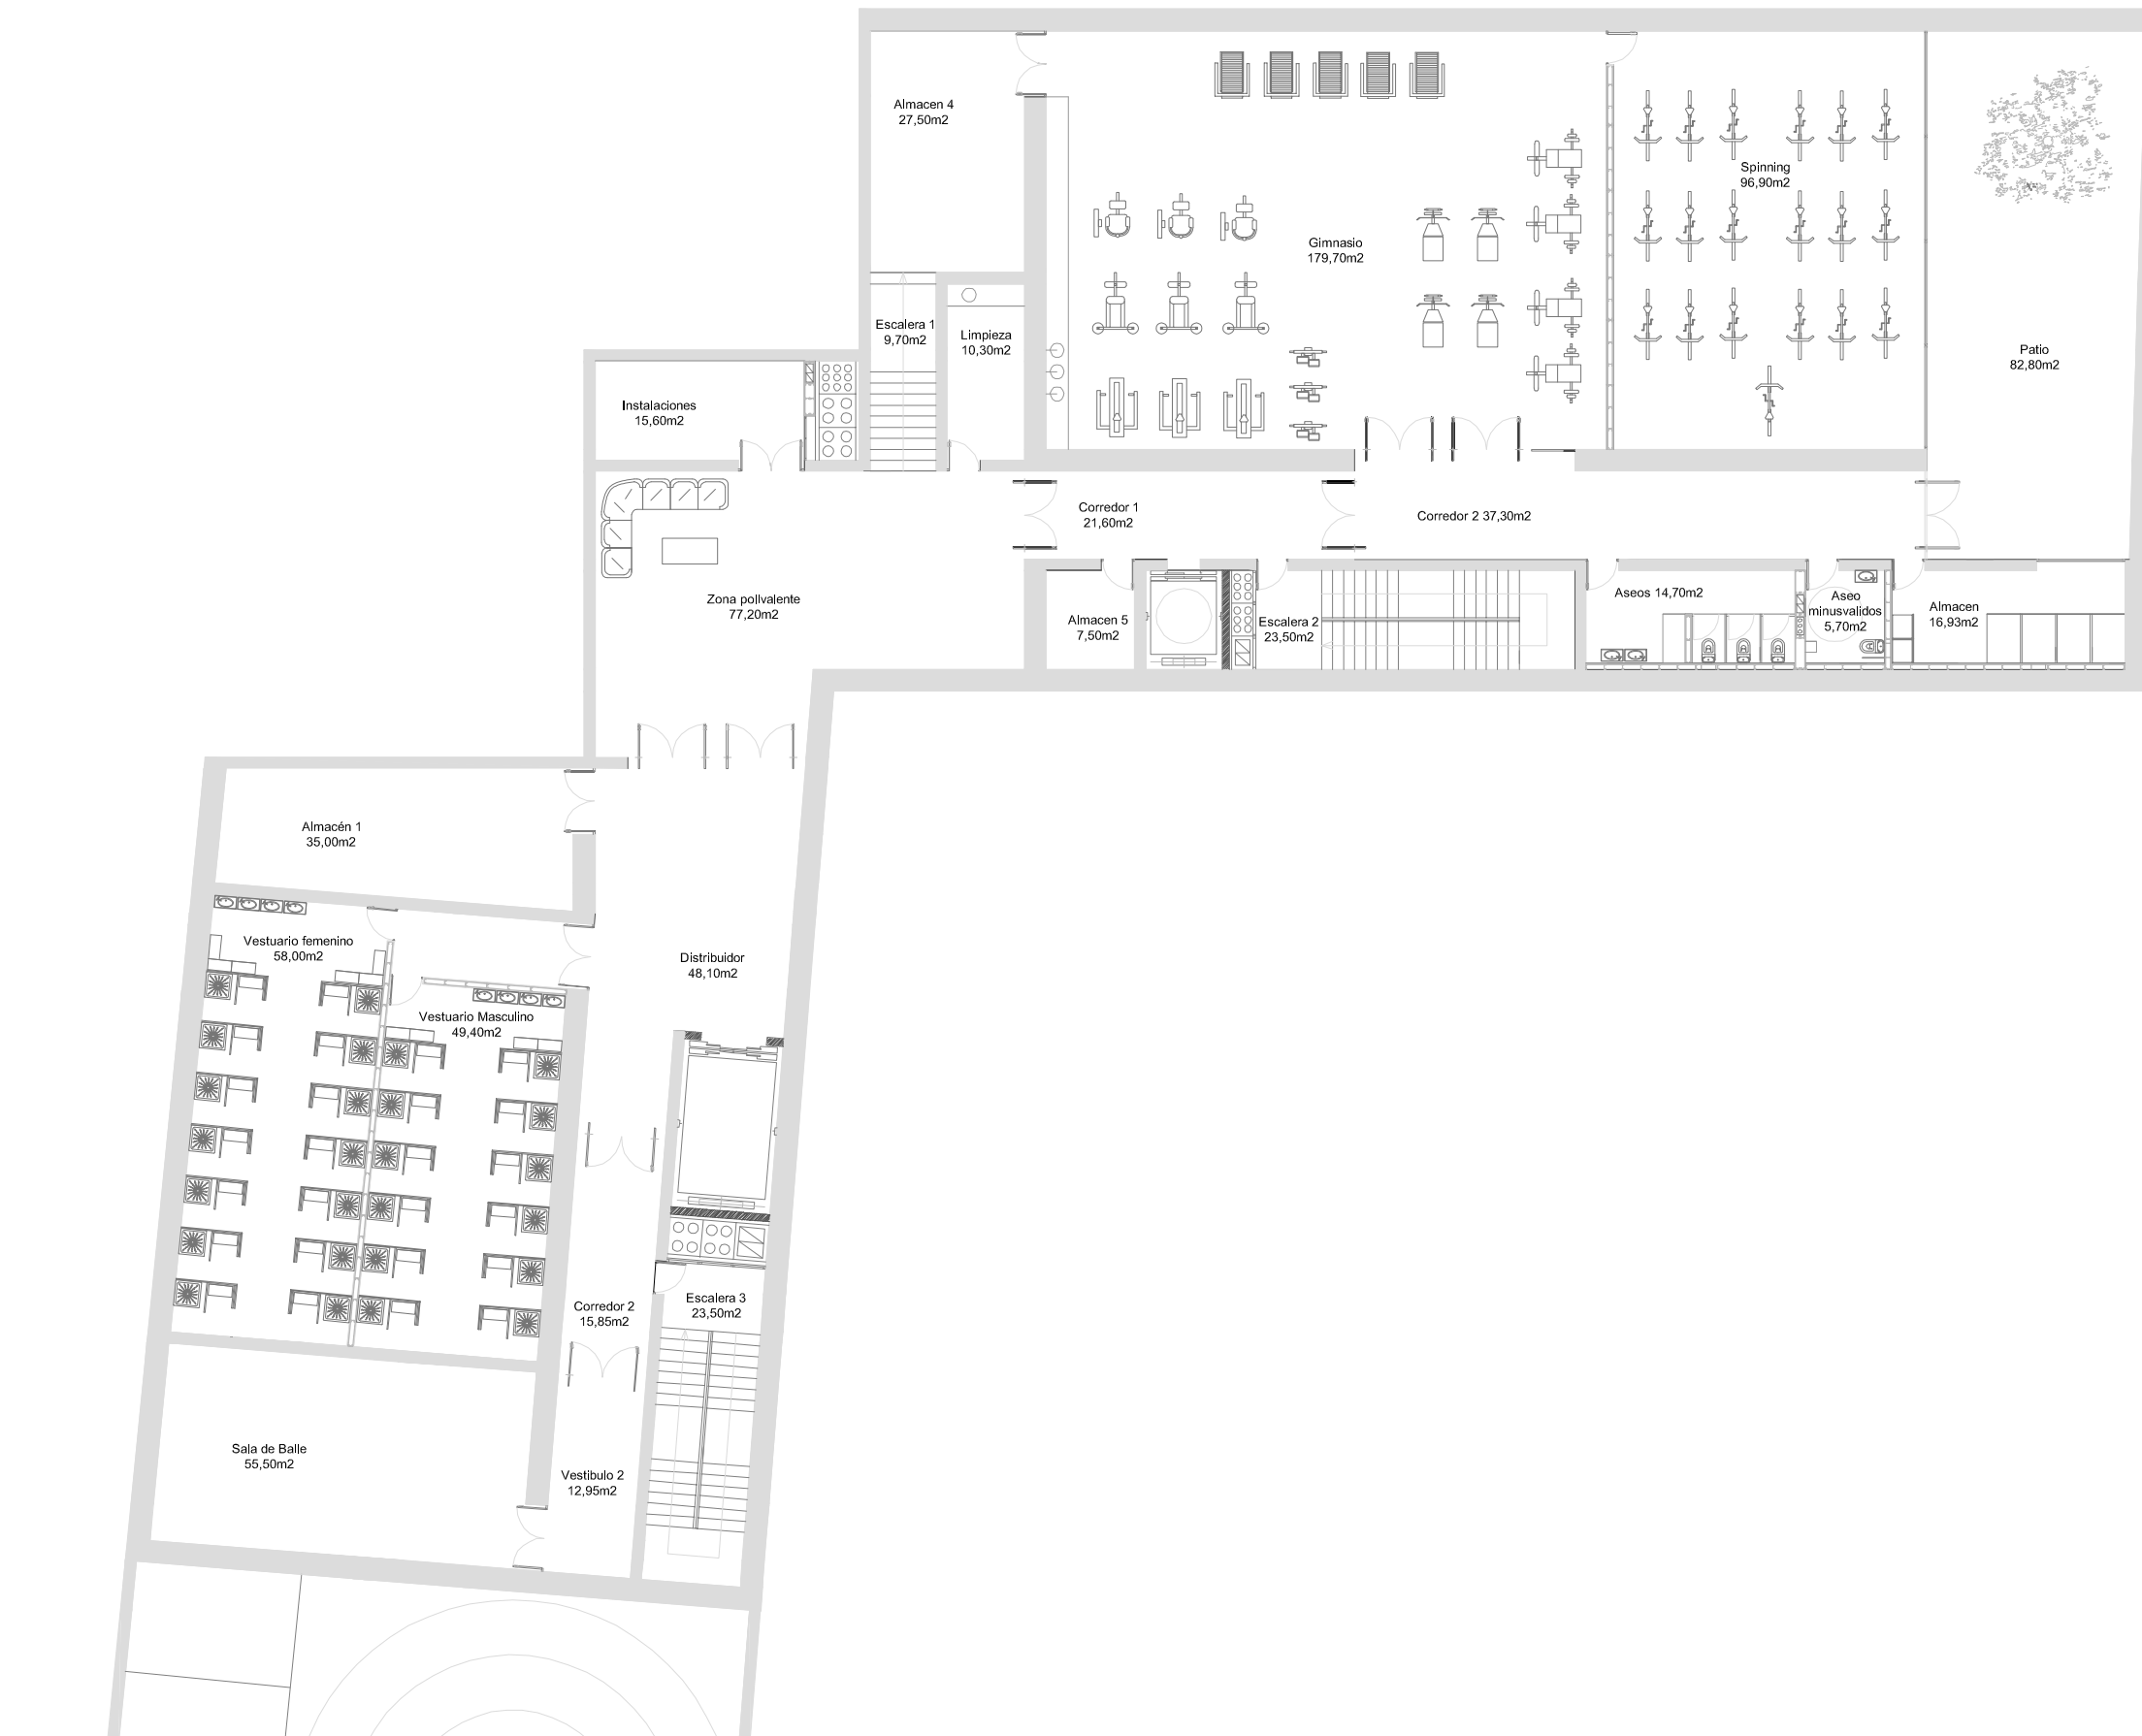 Almacen 4
27,50m2
Spinning
96,90m2
Gimnasio
179,70m2
Escalera 1
9,70m2
Limpieza
10,30m2
Patio
82,80m2
Instalaciones
15,60m2
Corredor 1
21,60m2
Corredor 2 37,30m2
Zona polivalente
77,20m2
Almacen 5
7,50m2
Escalera 2
23,50m2
Aseos 14,70m2
Aseo
minusvalidos
5,70m2
Almacen
16,93m2
Almacén 1
35,00m2
Vestuario femenino
58,00m2
Distribuidor
48,10m2
Vestuario Masculino
49,40m2
Corredor 2
15,85m2
Escalera 3
23,50m2
Sala de Baile
55,50m2
Vestibulo 2
12,95m2